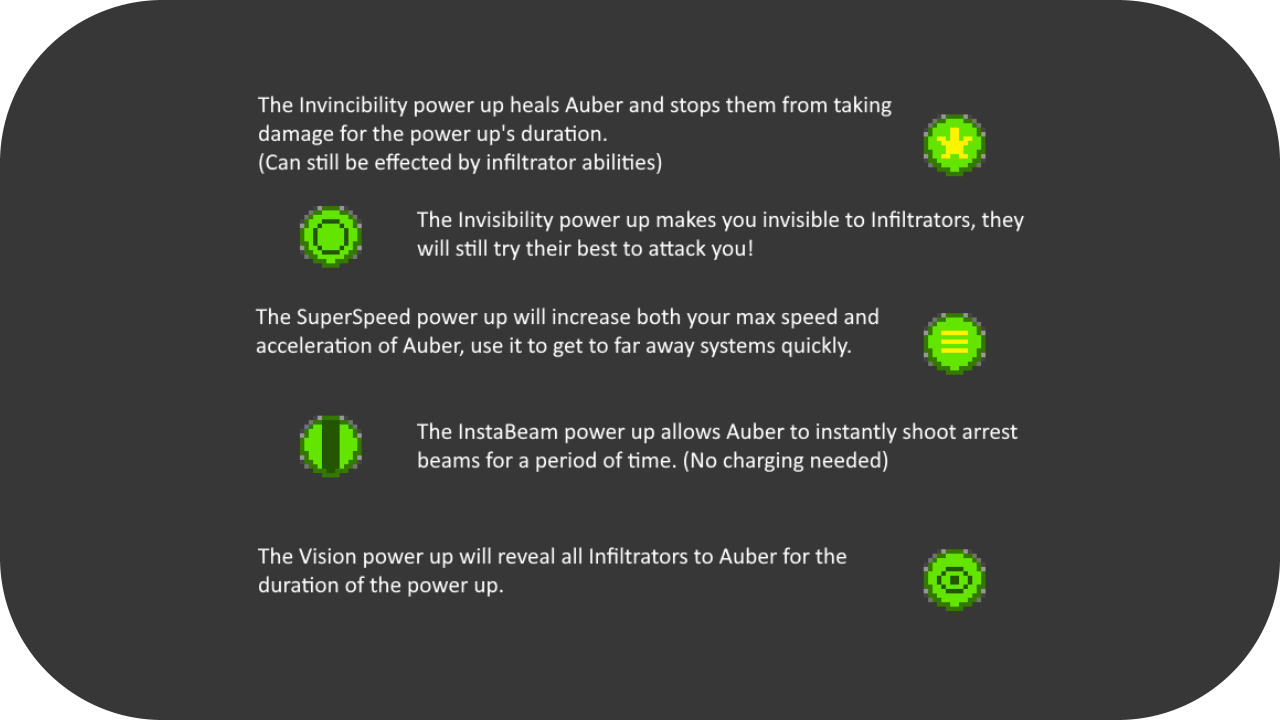 The Invincibility power up heals Auber and stops them from taking
damage for the power up's duration.
(Can still be effected by infiltrator abilities)
The Invisibility power up makes you invisible to Infiltrators, they
will still try their best to attack you!
The SuperSpeed power up will increase both your max speed and
acceleration of Auber, use it to get to far away systems quickly.
The InstaBeam power up allows Auber to instantly shoot arrest
beams for a period of time. (No charging needed)
The Vision power up will reveal all Infiltrators to Auber for the
duration of the power up.